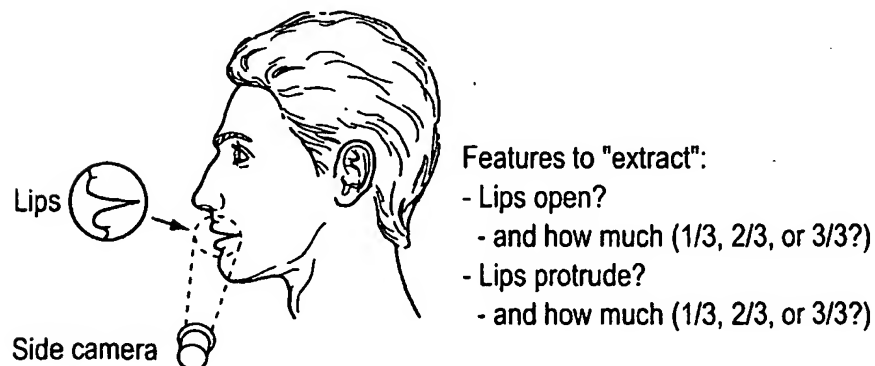 Lips
Side camera
Features to "extract":
- Lips open?
- and how much (1/3, 2/3, or 3/3?)
- Lips protrude?
- and how much (1/3, 2/3, or 3/3?)